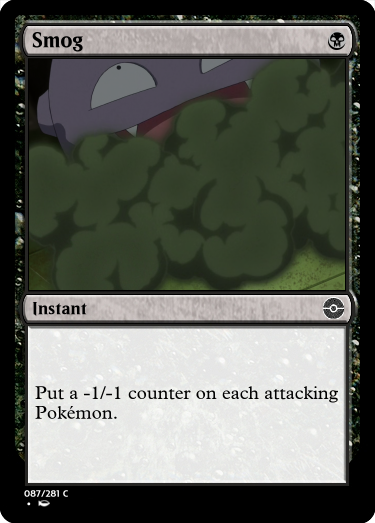 Smog
Instant
Put a -1/-1 counter on each attacking
Pokémon.
087/281 C